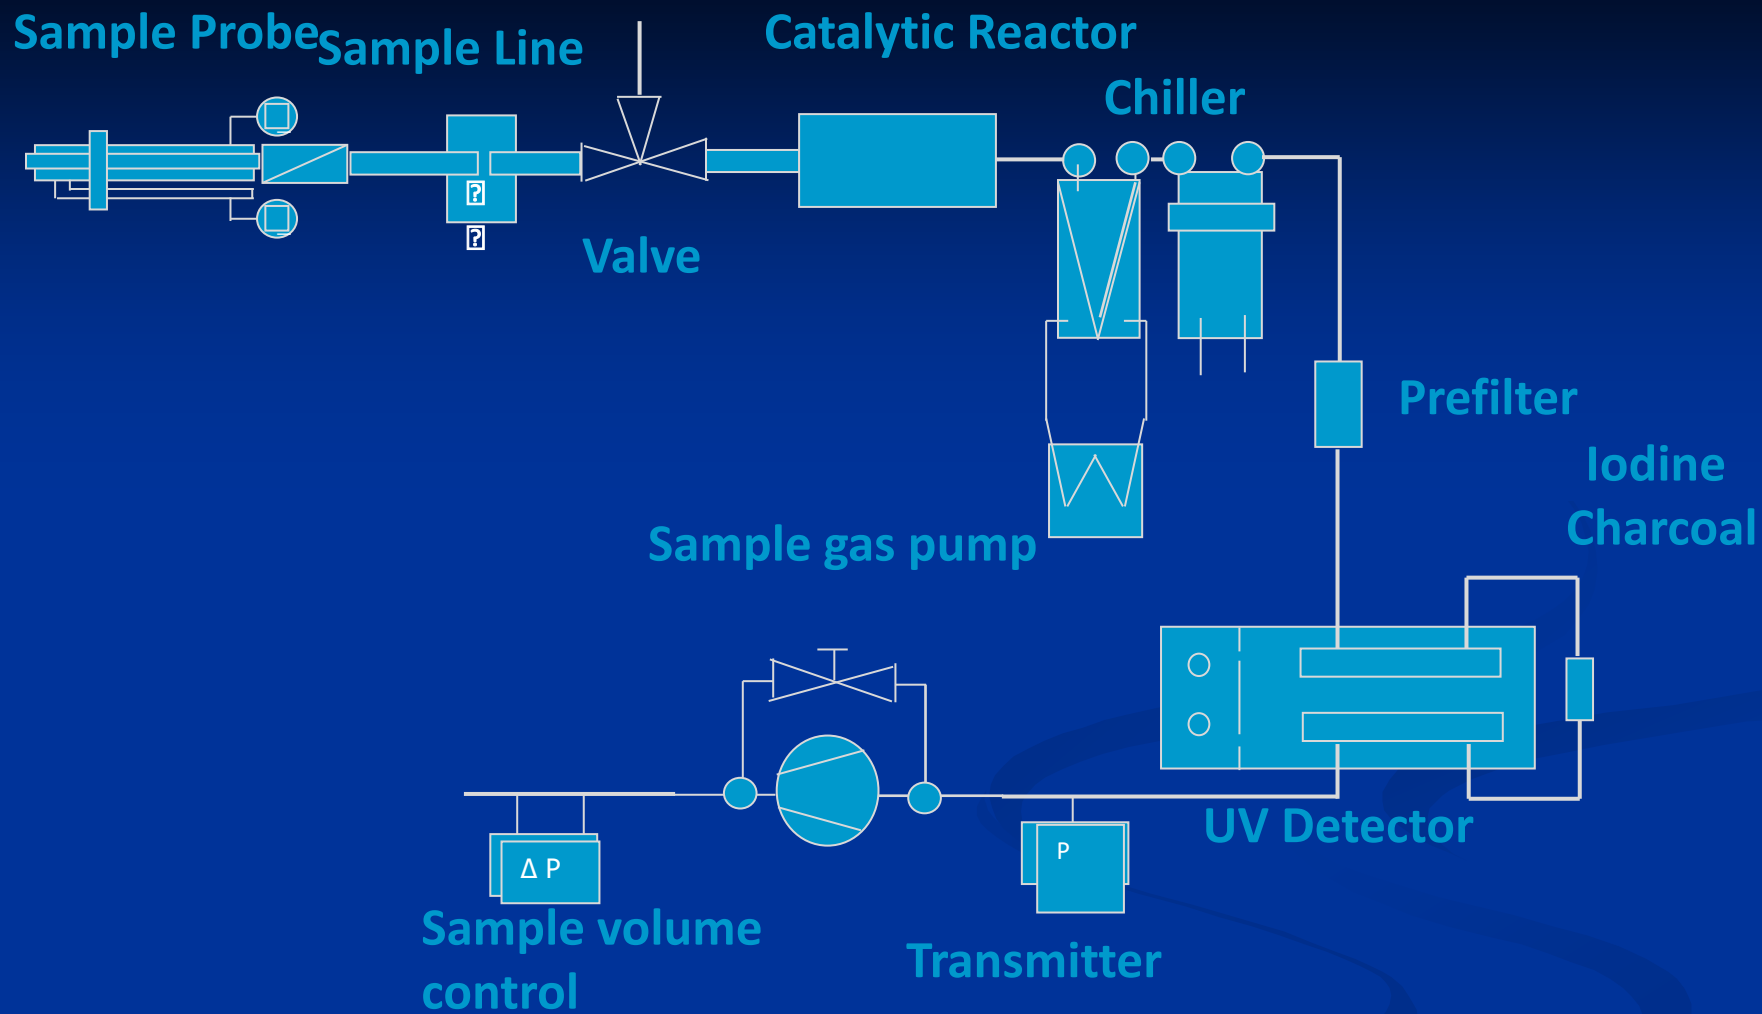 Sample Probe
Sample Line
Catalytic Reactor
Chiller
Valve
Prefilter
Iodine
Charcoal
Sample gas pump
UV Detector
Δ P
P
Sample volume
control
Transmitter